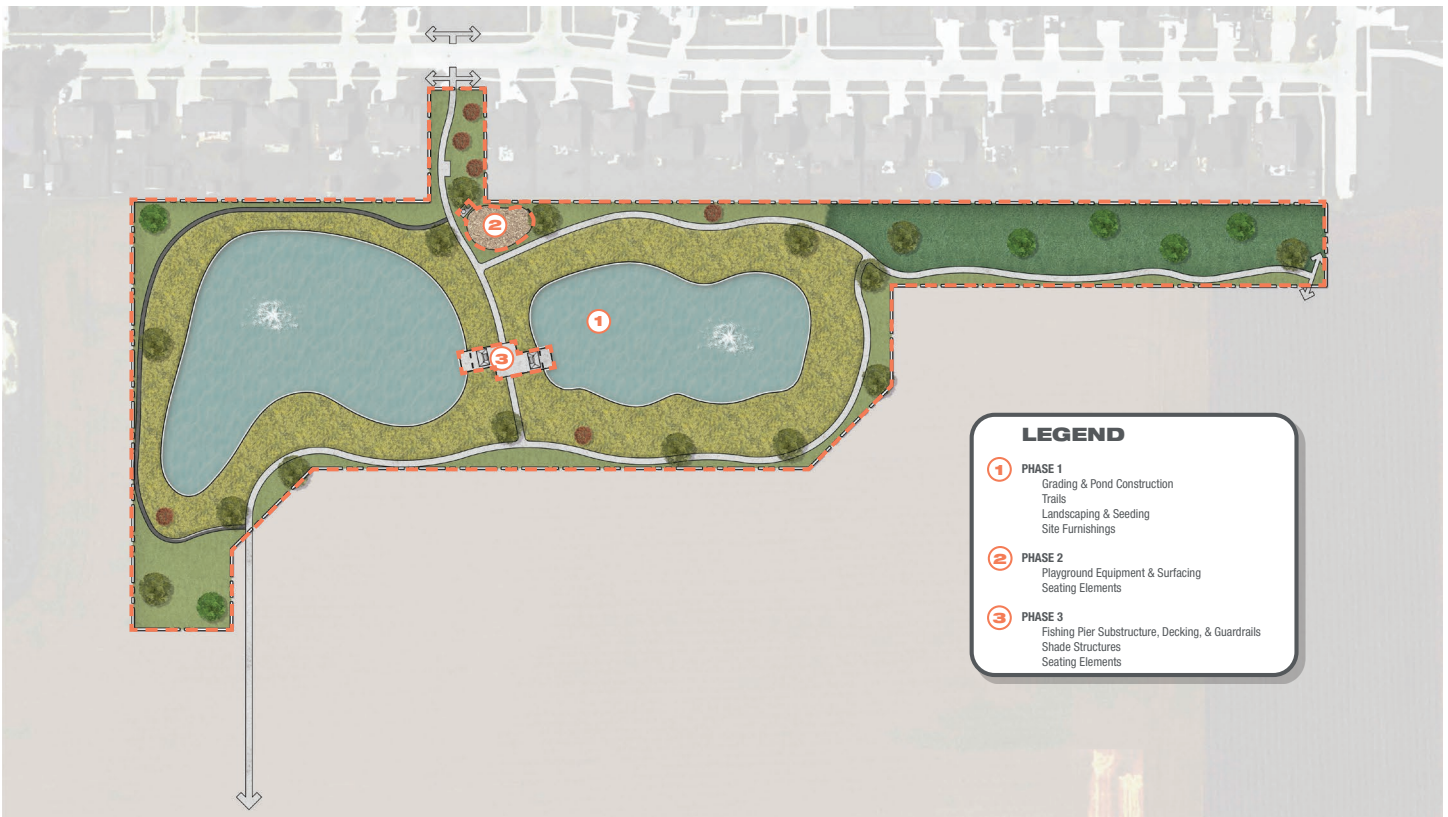 2
1
3
LEGEND
1 PHASE 1
Grading & Pond Construction
Trails
Landscaping & Seeding
Site Furnishings
2 PHASE 2
Playground Equipment & Surfacing
Seating Elements
3 PHASE 3
Fishing Pier Substructure, Decking, & Guardrails
Shade Structures
Seating Elements